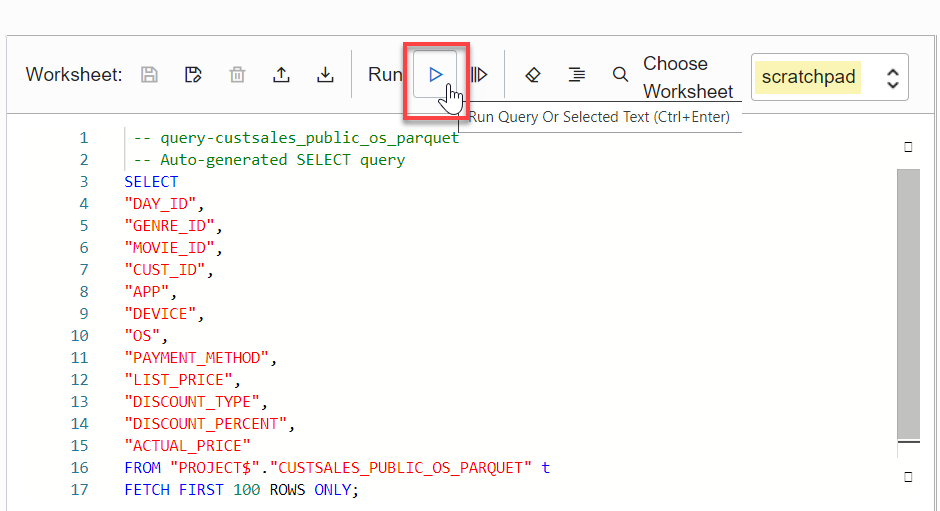 Worksheet: Run Choose Worksheet scratchpad
Run Query Or Selected Text (Ctrl+Enter)
1 -- query-custsales_public_os_parquet
2 -- Auto-generated SELECT query
3 SELECT
4 "DAY_ID",
5 "GENRE_ID",
6 "MOVIE_ID",
7 "CUST_ID",
8 "APP",
9 "DEVICE",
10 "OS",
11 "PAYMENT_METHOD",
12 "LIST_PRICE",
13 "DISCOUNT_TYPE",
14 "DISCOUNT_PERCENT",
15 "ACTUAL_PRICE"
16 FROM "PROJECT$"."CUSTSALES_PUBLIC_OS_PARQUET" t
17 FETCH FIRST 100 ROWS ONLY;